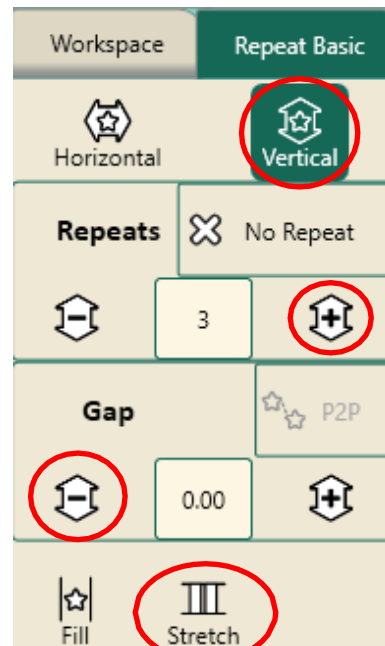 Workspace Repeat Basic
Horizontal Vertical
Repeats No Repeat
3
Gap P2P
0.00
Fill Stretch